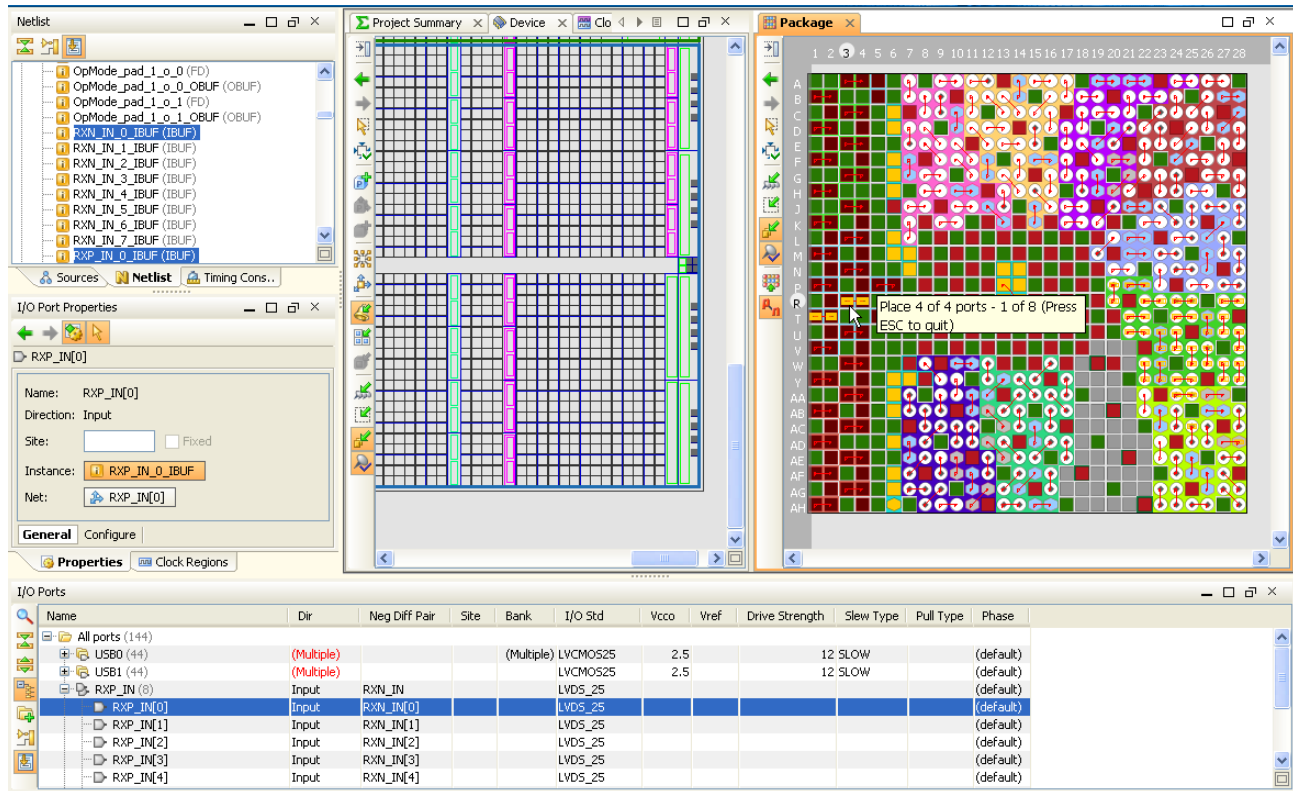 Netlist
OpMode_pad_1_o_0 (FD)
OpMode_pad_1_o_0_OBUF (OBUF)
OpMode_pad_1_o_1 (FD)
OpMode_pad_1_o_1_OBUF (OBUF)
RXN_IN_0_IBUF (IBUF)
RXN_IN_1_IBUF (IBUF)
RXN_IN_2_IBUF (IBUF)
RXN_IN_3_IBUF (IBUF)
RXN_IN_4_IBUF (IBUF)
RXN_IN_5_IBUF (IBUF)
RXN_IN_6_IBUF (IBUF)
RXN_IN_7_IBUF (IBUF)
RXP_IN_0_IBUF (IBUF)
Sources Netlist Timing Cons..
I/O Port Properties
RXP_IN[0]
Name: RXP_IN[0]
Direction: Input
Site: Fixed
Instance: RXP_IN_0_IBUF
Net: RXP_IN[0]
General Configure
Properties Clock Regions
Project Summary Device Clo
Package
1 2 3 4 5 6 7 8 9 10 11 12 13 14 15 16 17 18 19 20 21 22 23 24 25 26 27 28
A
B
C
D
E
F
G
H
J
K
L
M
N
P
R
T
U
V
W
Y
AA
AB
AC
AD
AE
AF
AG
AH
Place 4 of 4 ports - 1 of 8 (Press
ESC to quit)
I/O Ports
Name Dir Neg Diff Pair Site Bank I/O Std Vcco Vref Drive Strength Slew Type Pull Type Phase
All ports (144)
USB0 (44) (Multiple) (Multiple) LVCMOS25 2.5 12 SLOW (default)
USB1 (44) (Multiple) LVCMOS25 2.5 12 SLOW (default)
RXP_IN (8) Input RXN_IN LVDS_25 (default)
RXP_IN[0] Input RXN_IN[0] LVDS_25 (default)
RXP_IN[1] Input RXN_IN[1] LVDS_25 (default)
RXP_IN[2] Input RXN_IN[2] LVDS_25 (default)
RXP_IN[3] Input RXN_IN[3] LVDS_25 (default)
RXP_IN[4] Input RXN_IN[4] LVDS_25 (default)